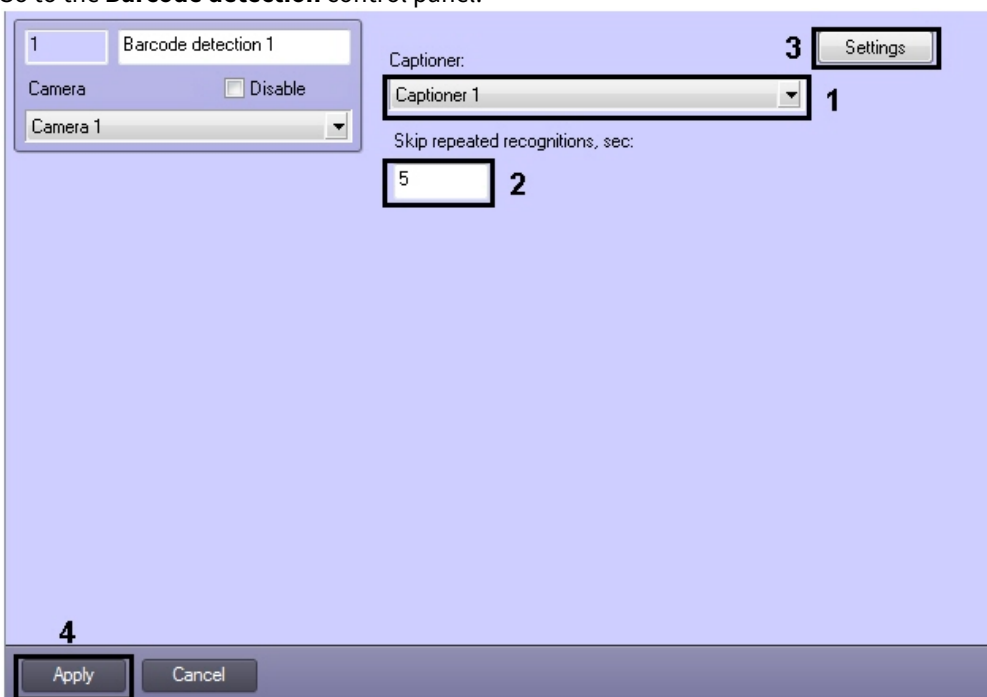 Go to the Barcode detection control panel.
1 Barcode detection 1
Camera Disable
Camera 1
Captioner:
3 Settings
Captioner 1
1
Skip repeated recognitions, sec:
5
2
4
Apply Cancel